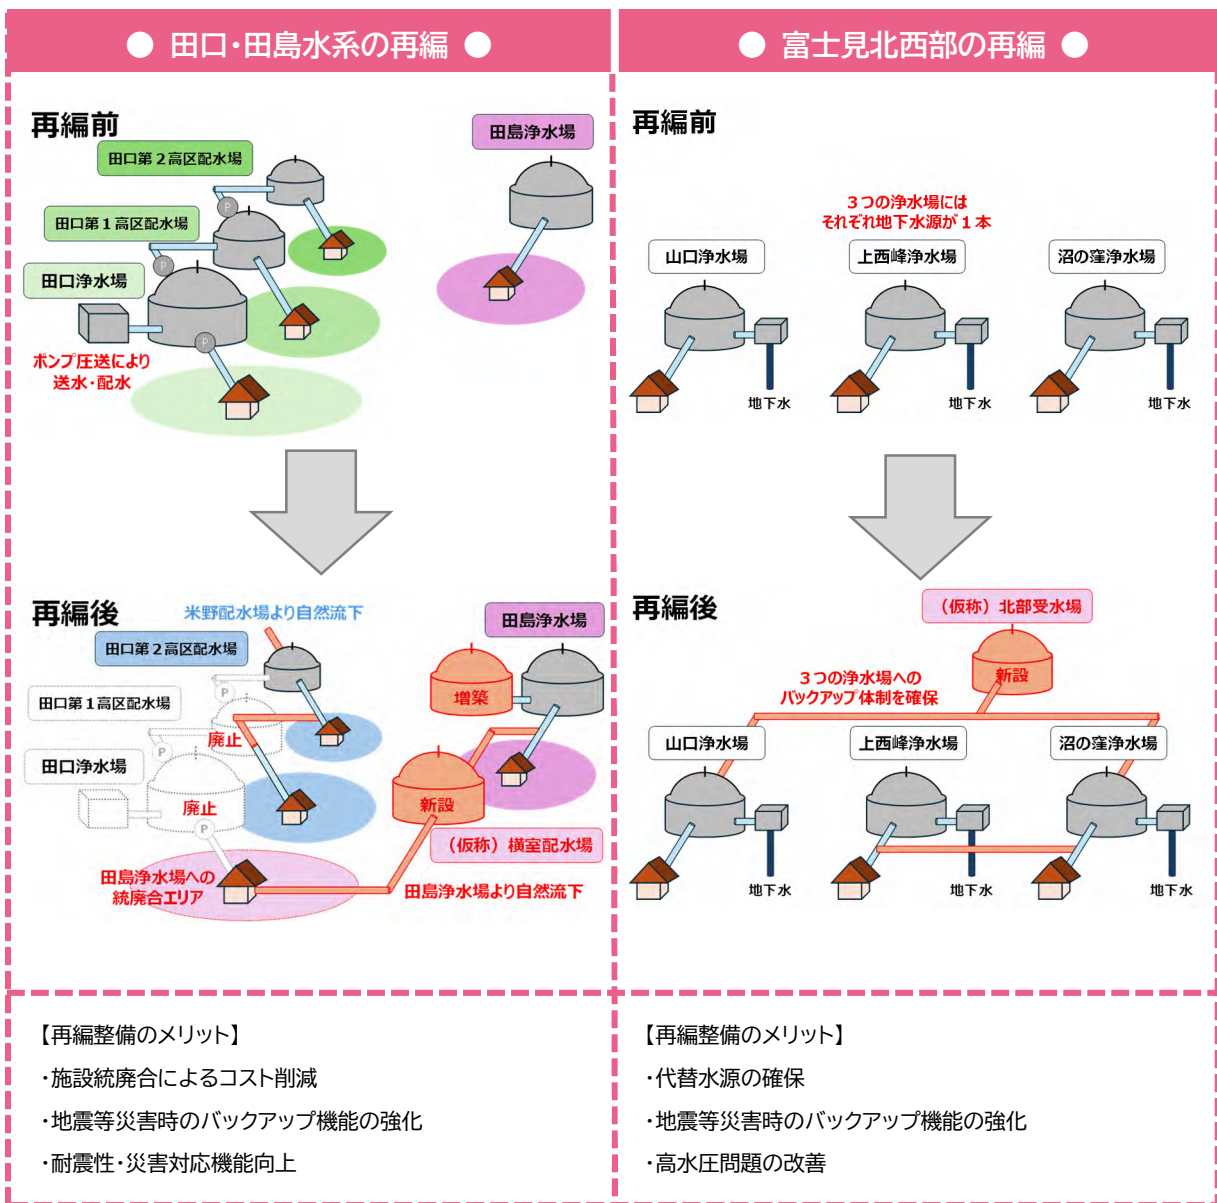 ● 田口・田島水系の再編 ●
再編前
田島浄水場
田口第２高区配水場
P
田口第１高区配水場
P
田口浄水場
P
ポンプ圧送により
送水・配水
再編後
米野配水場より自然流下
田島浄水場
田口第２高区配水場
増築
P
田口第１高区配水場
廃止
P
田口浄水場
廃止
新設
P
（仮称）横室配水場
田島浄水場への
統廃合エリア
田島浄水場より自然流下
【再編整備のメリット】
・施設統廃合によるコスト削減
・地震等災害時のバックアップ機能の強化
・耐震性・災害対応機能向上
● 富士見北西部の再編 ●
再編前
３つの浄水場には
それぞれ地下水源が１本
山口浄水場
上西峰浄水場
沼の窪浄水場
地下水
地下水
地下水
再編後
（仮称）北部受水場
新設
３つの浄水場への
バックアップ体制を確保
山口浄水場
上西峰浄水場
沼の窪浄水場
地下水
地下水
地下水
【再編整備のメリット】
・代替水源の確保
・地震等災害時のバックアップ機能の強化
・高水圧問題の改善